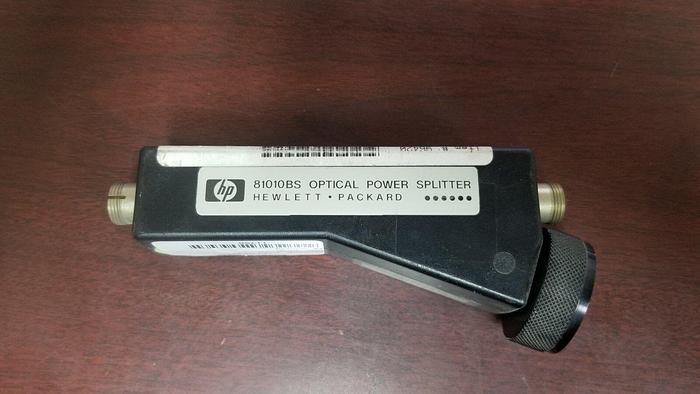 hp
81010BS OPTICAL POWER SPLITTER
HEWLETT • PACKARD